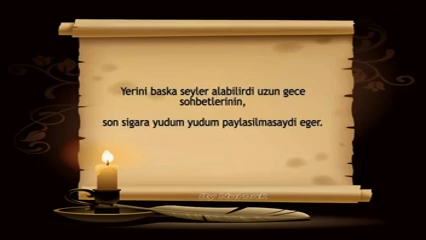 Yerini baska seyler alabilirdi uzun gece
sohbetlerinin,
son sigara yudum yudum paylasilmasaydi eger.